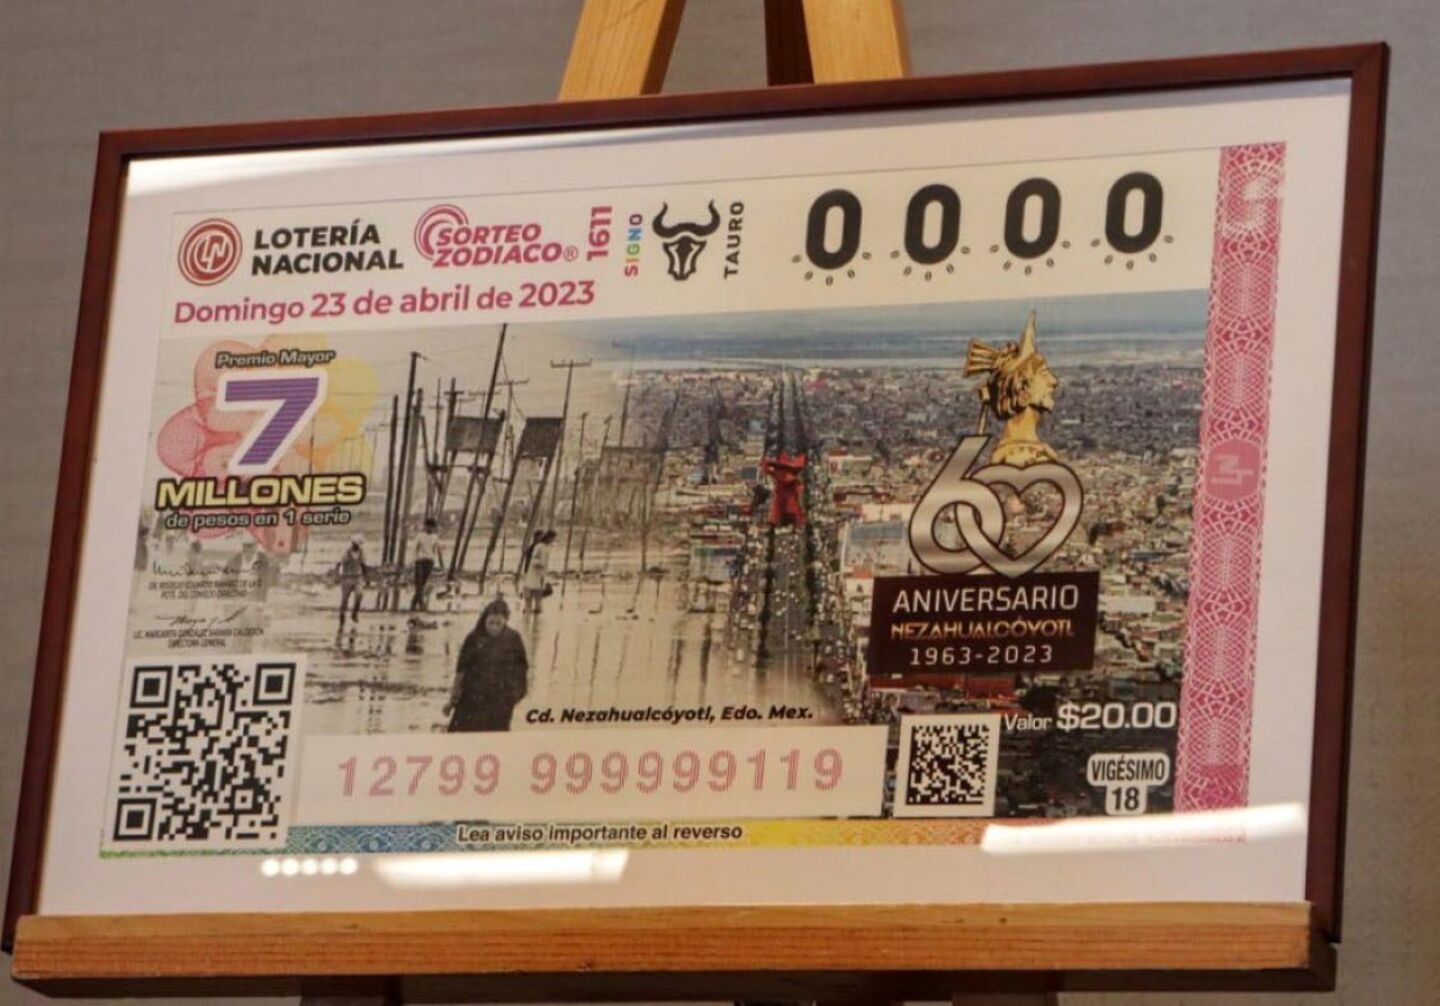 LOTERÍA
NACIONAL
SORTEO
ZODIACO®
1611
SIGNO
TAURO
0 0 0 0
Domingo 23 de abril de 2023
Premio Mayor
7
MILLONES
de pesos en 1 serie
60
ANIVERSARIO
NEZAHUALCÓYOTL
1963-2023
DIRECTORA GENERAL
Cd. Nezahualcóyotl, Edo. Mex.
Valor $20.00
12799 999999119
VIGÉSIMO
18
Lea aviso importante al reverso